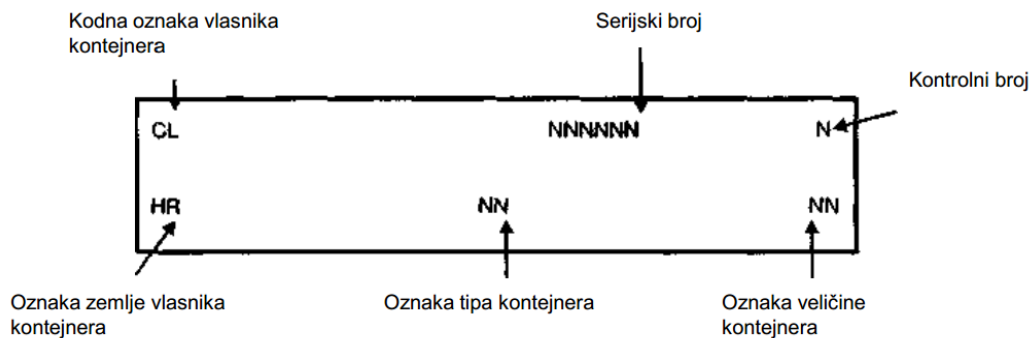 Kodna oznaka vlasnika
kontejnera
Serijski broj
Kontrolni broj
CL NNNNNN N
HR NN NN
Oznaka zemlje vlasnika
kontejnera
Oznaka tipa kontejnera
Oznaka veličine
kontejnera